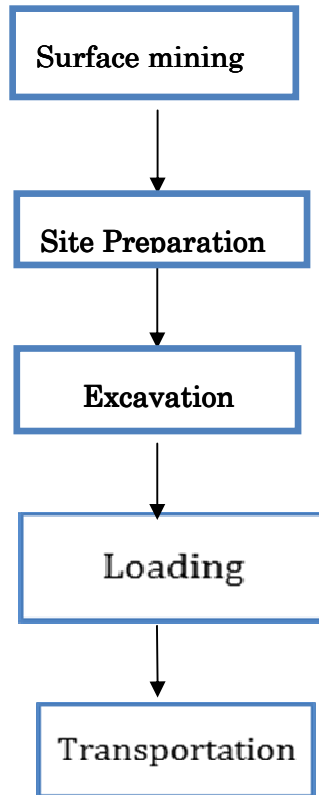 Surface mining
Site Preparation
Excavation
Loading
Transportation